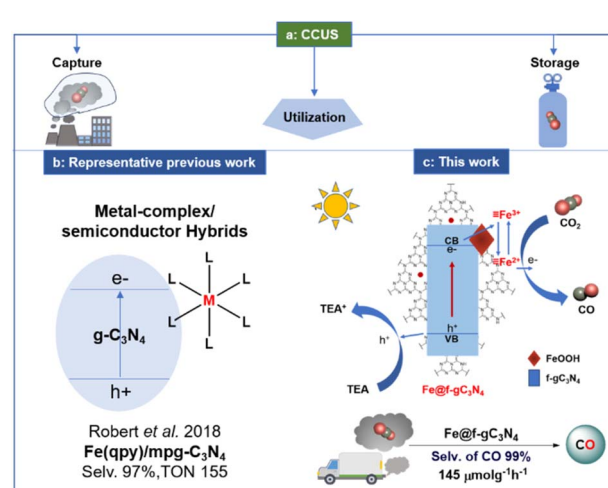 a: CCUS
Capture
Storage
Utilization
b: Representative previous work
Metal-complex/
semiconductor Hybrids
e-
L
L
L
M
L
L
L
g-C₃N₄
h+
Robert et al. 2018
Fe(qpy)/mpg-C₃N₄
Selv. 97%,TON 155
c: This work
CB
e-
≡Fe³⁺
≡Fe²⁺
e-
CO₂
CO
TEA⁺
h⁺
h⁺
VB
TEA
Fe@f-gC₃N₄
FeOOH
f-gC₃N₄
Fe@f-gC₃N₄
Selv. of CO 99%
145 μmolg⁻¹h⁻¹
CO